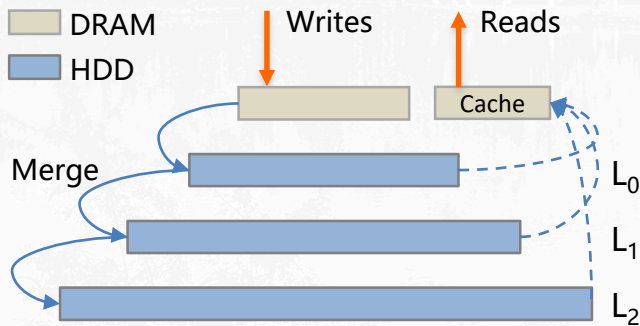 DRAM
Writes
Reads
HDD
Cache
Merge
L₀
L₁
L₂